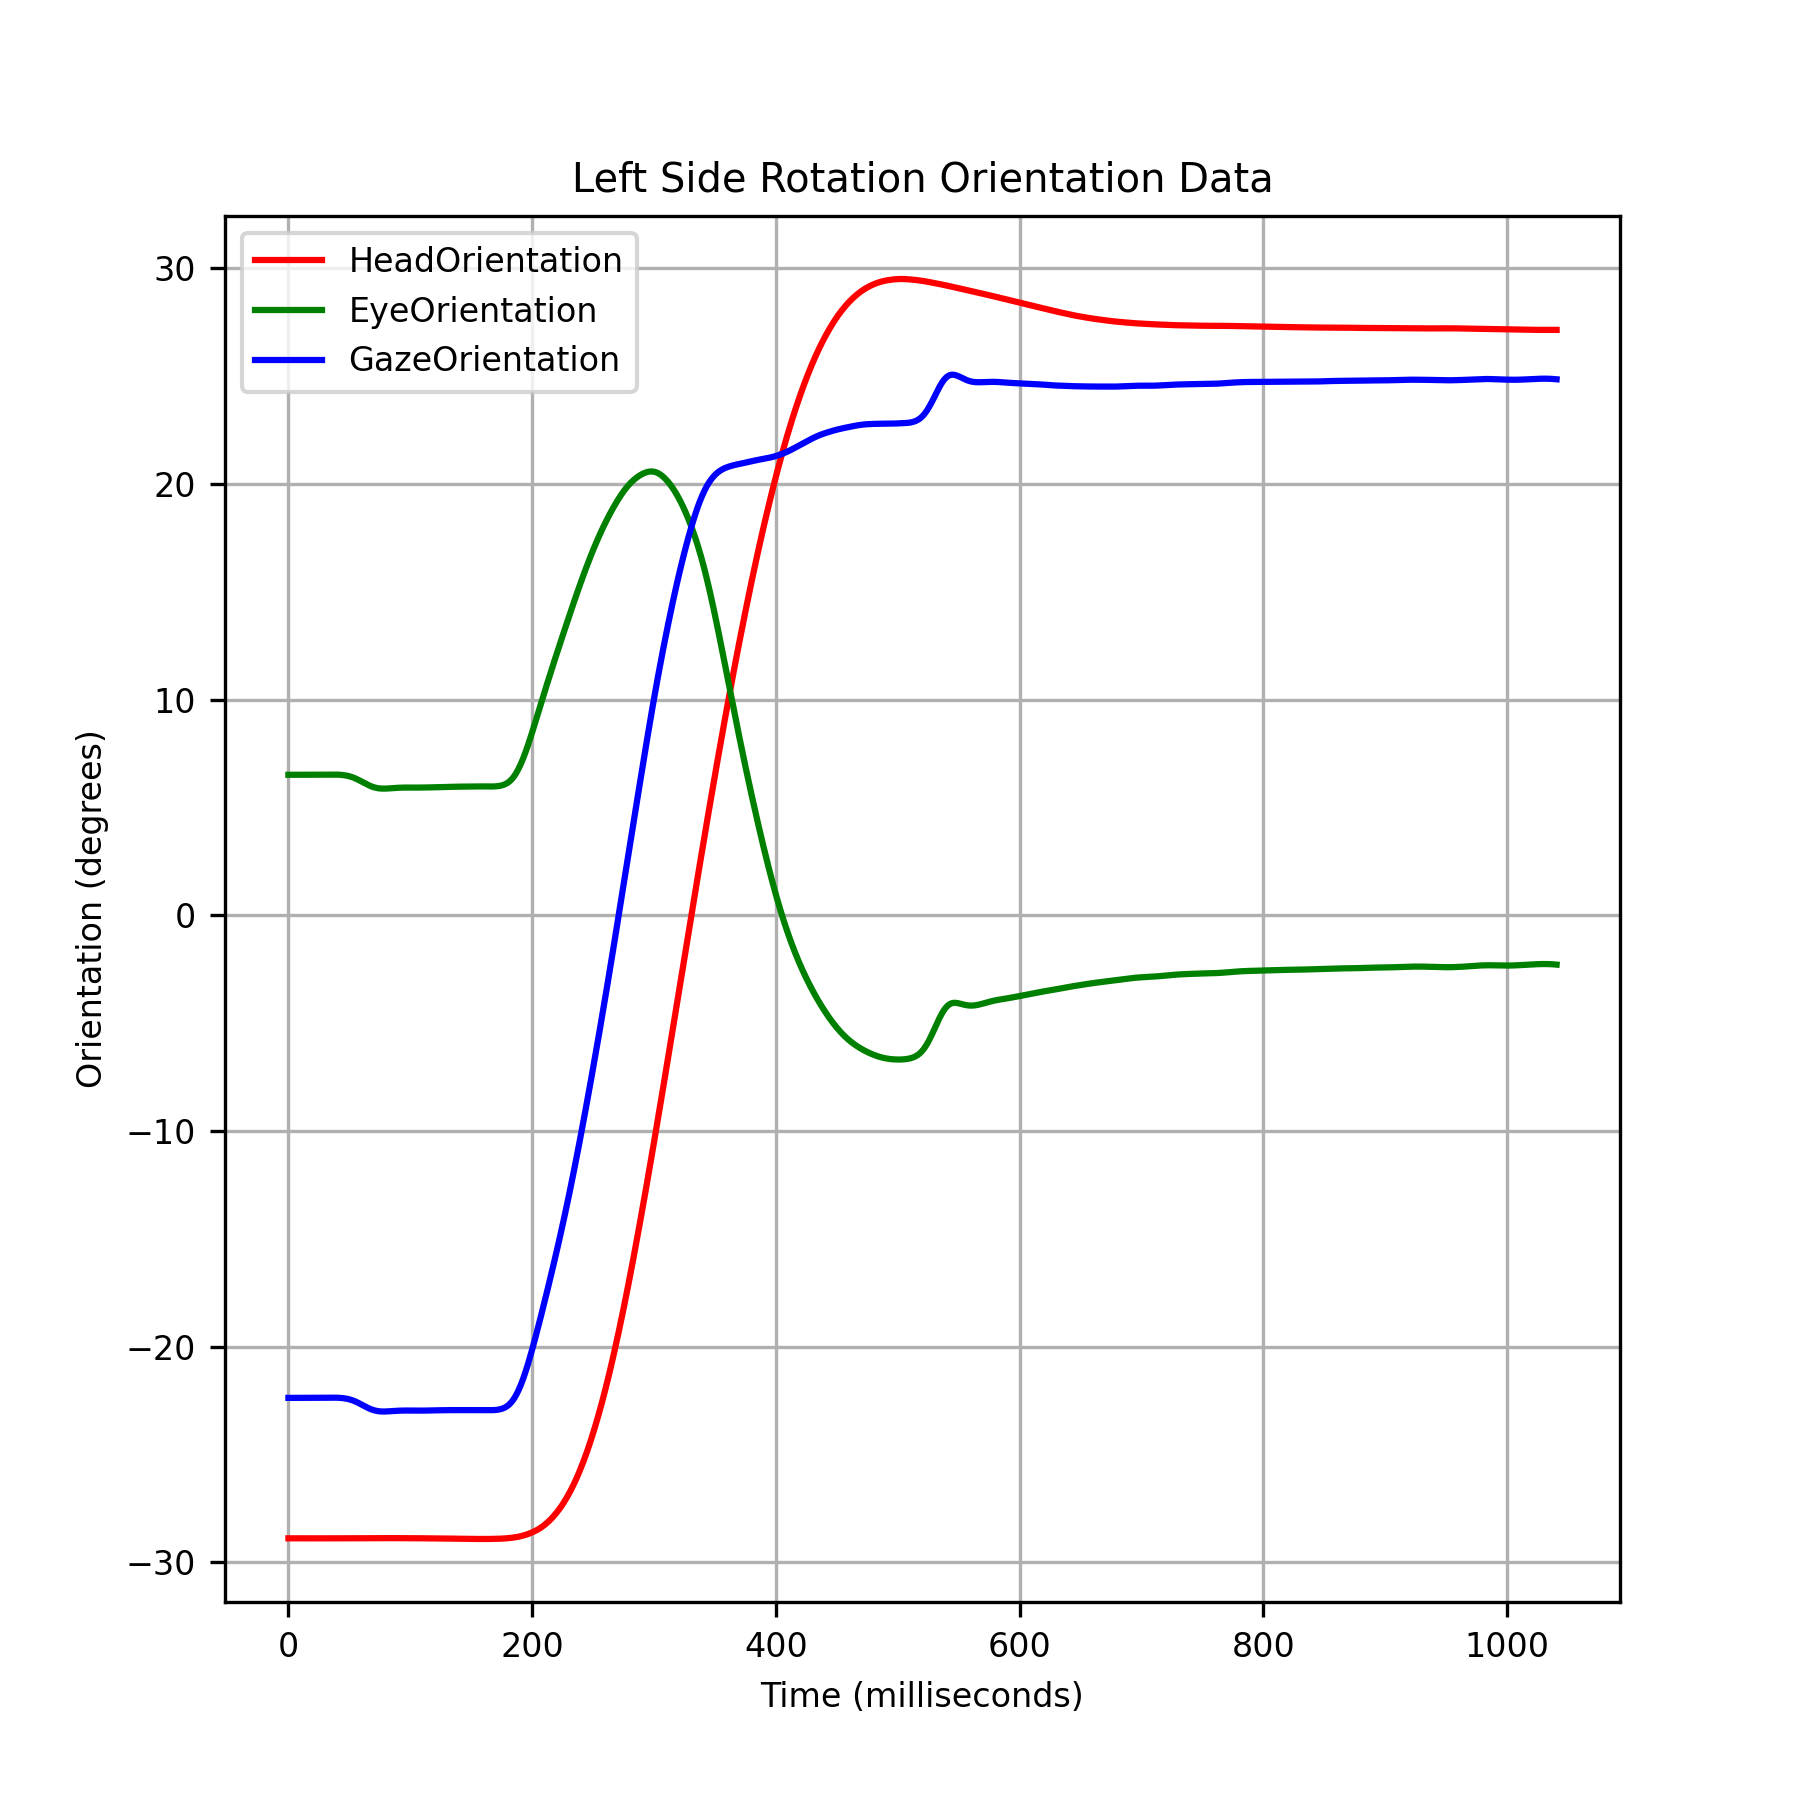 Left Side Rotation Orientation Data
HeadOrientation
EyeOrientation
GazeOrientation
30
20
10
0
−10
−20
−30
Orientation (degrees)
0 200 400 600 800 1000
Time (milliseconds)